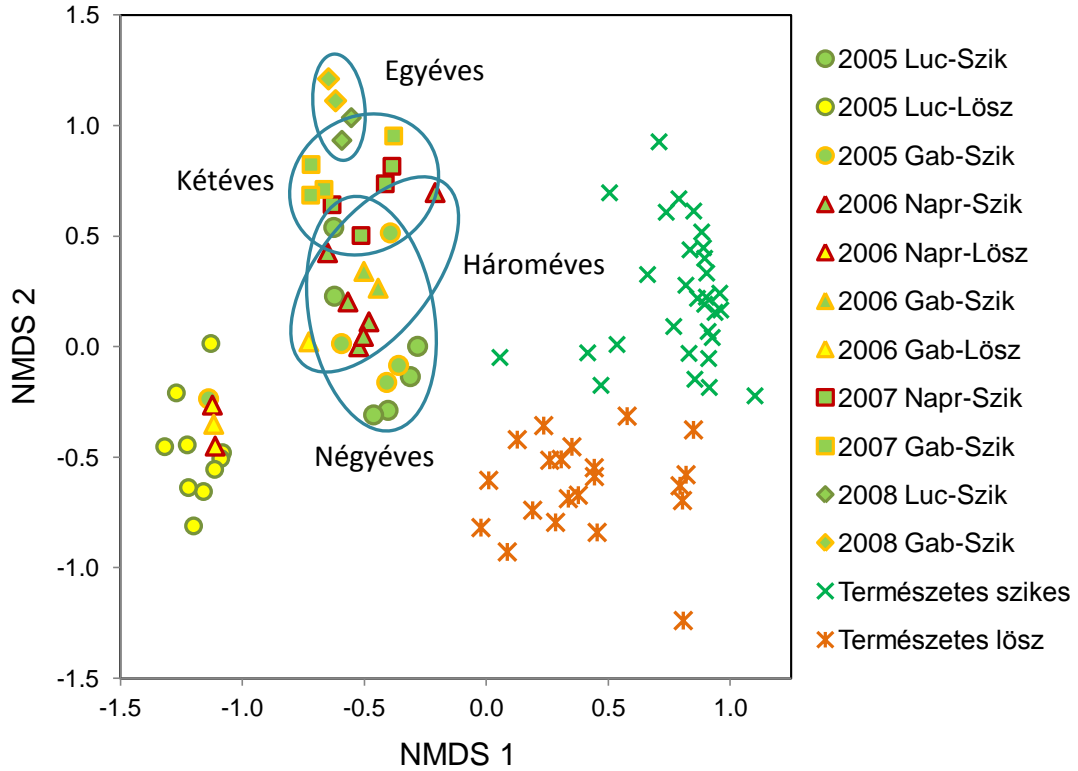 1.5
1.0
0.5
0.0
-0.5
-1.0
-1.5
NMDS 2
-1.5
-1.0
-0.5
0.0
0.5
1.0
NMDS 1
Egyéves
Kétéves
Hároméves
Négyéves
2005 Luc-Szik
2005 Luc-Lösz
2005 Gab-Szik
2006 Napr-Szik
2006 Napr-Lösz
2006 Gab-Szik
2006 Gab-Lösz
2007 Napr-Szik
2007 Gab-Szik
2008 Luc-Szik
2008 Gab-Szik
Természetes szikes
Természetes lösz